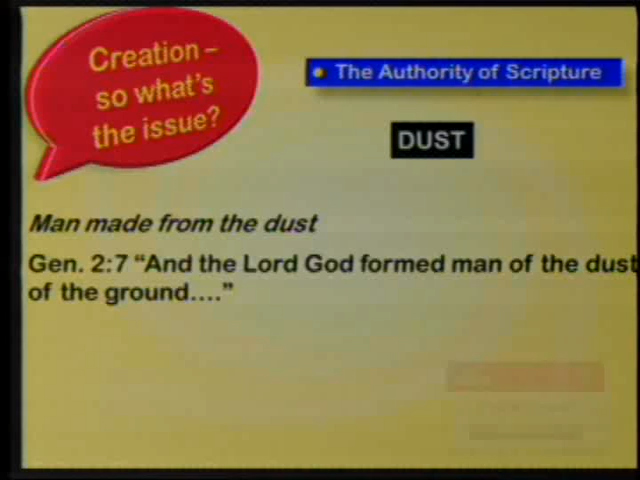 Creation –
so what's
the issue?
• The Authority of Scripture
DUST
Man made from the dust
Gen. 2:7 “And the Lord God formed man of the dust
of the ground....”